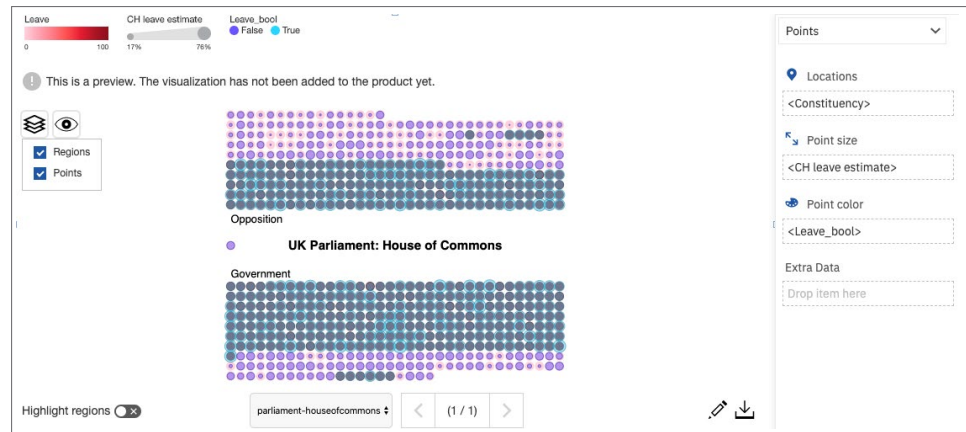 Leave
CH leave estimate
Leave_bool
False
True
0
100
17%
76%
This is a preview. The visualization has not been added to the product yet.
Regions
Points
Opposition
UK Parliament: House of Commons
Government
Highlight regions
parliament-houseofcommons
(1 / 1)
Points
Locations
<Constituency>
Point size
<CH leave estimate>
Point color
<Leave_bool>
Extra Data
Drop item here